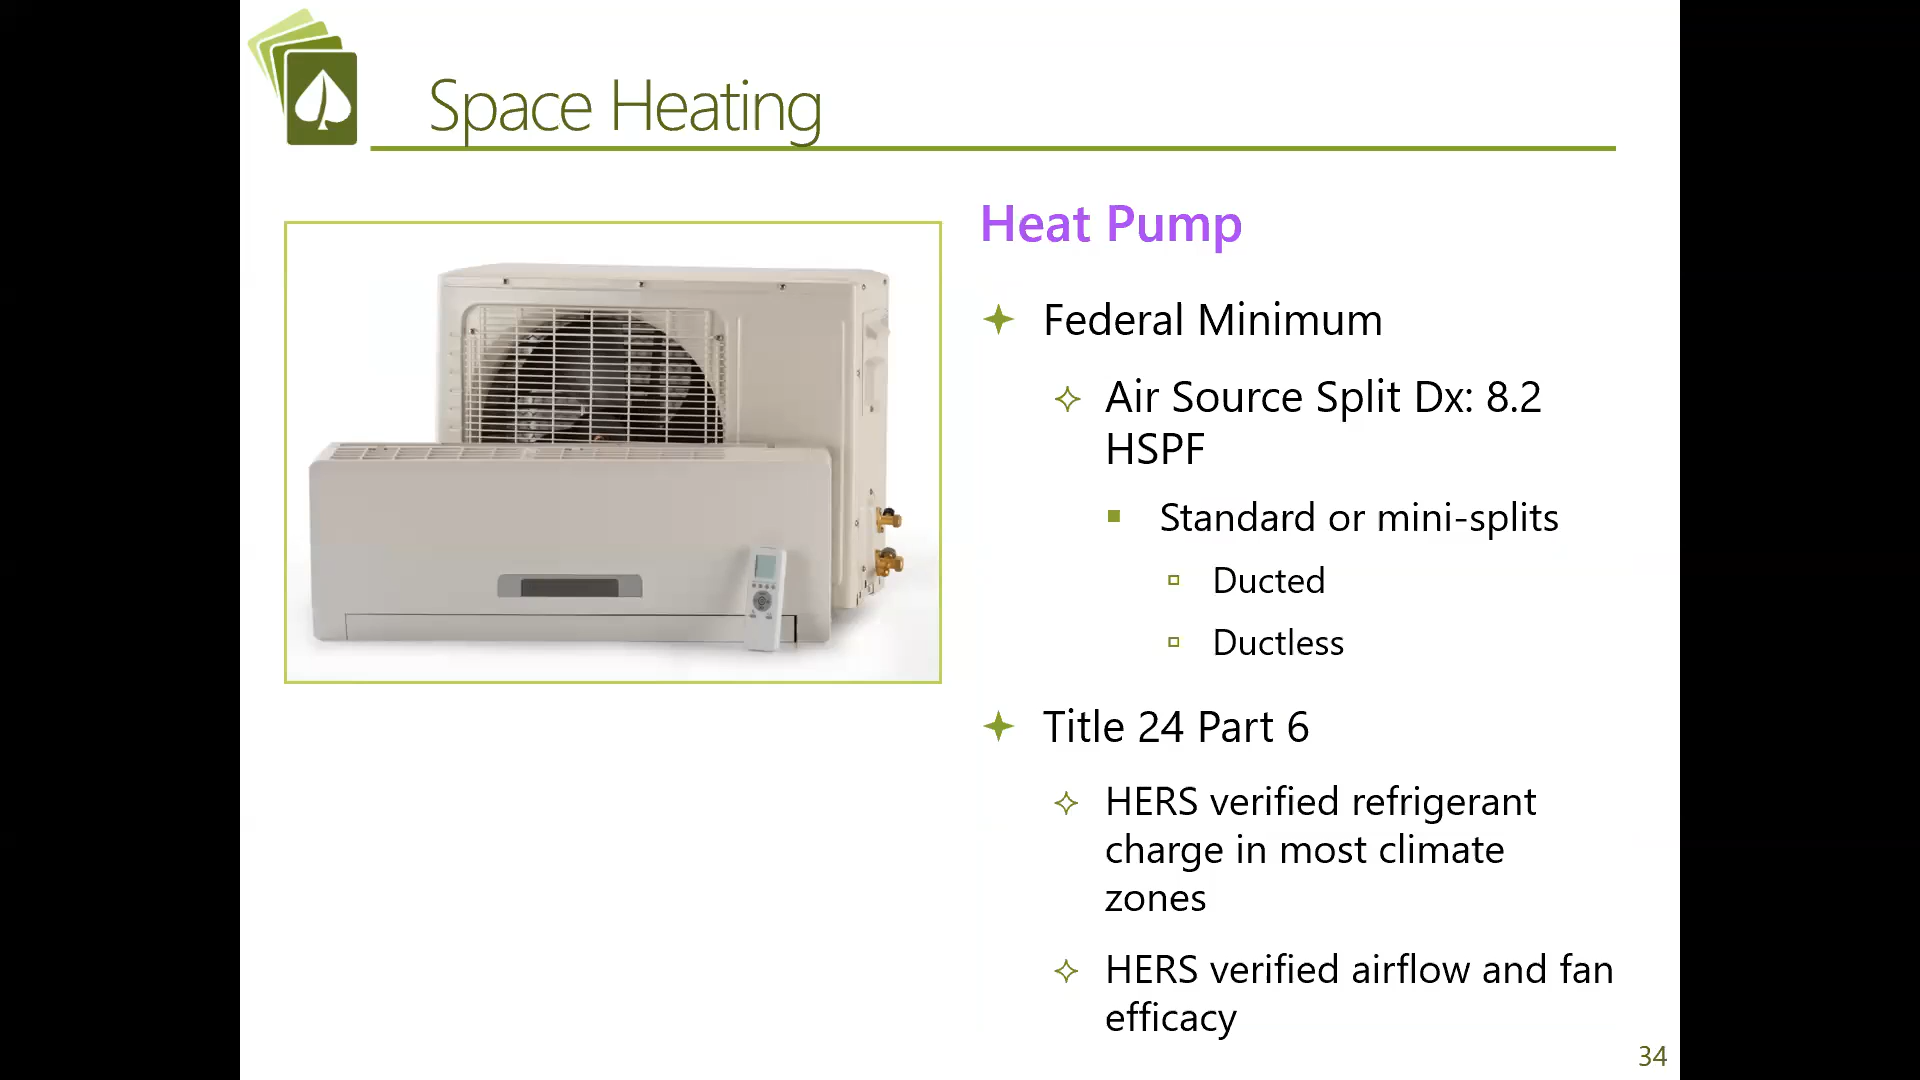 Space Heating
Heat Pump
Federal Minimum
Air Source Split Dx: 8.2
HSPF
Standard or mini-splits
Ducted
Ductless
Title 24 Part 6
HERS verified refrigerant
charge in most climate
zones
HERS verified airflow and fan
efficacy
34